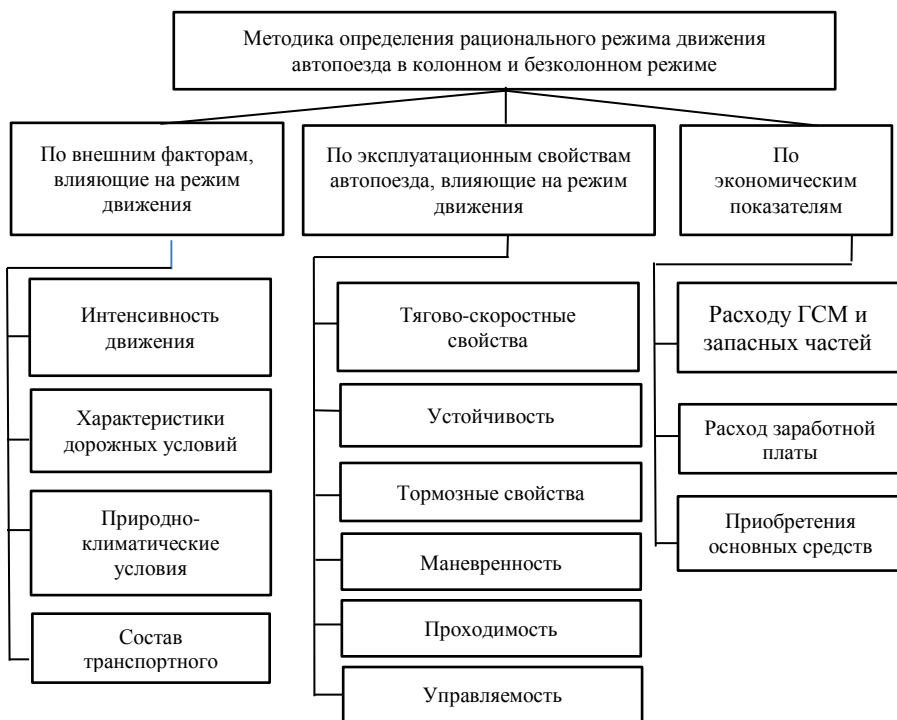 Методика определения рационального режима движения
автопоезда в колонном и безколонном режиме
По внешним факторам,
влияющие на режим
движения
По эксплуатационным свойствам
автопоезда, влияющие на режим
движения
По
экономическим
показателям
Интенсивность
движения
Характеристики
дорожных условий
Природно-
климатические
условия
Состав
транспортного
Тягово-скоростные
свойства
Устойчивость
Тормозные свойства
Маневренность
Проходимость
Управляемость
Расходу ГСМ и
запасных частей
Расход заработной
платы
Приобретения
основных средств